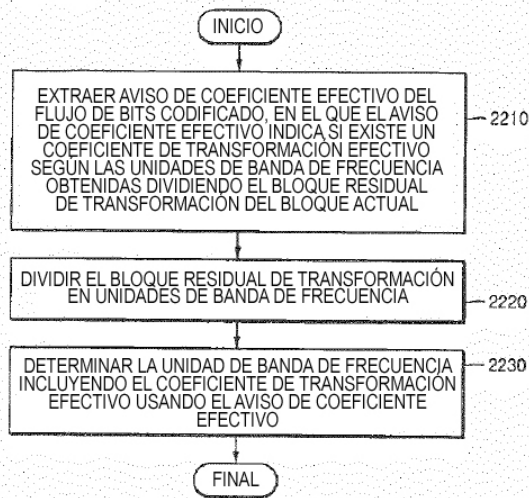 INICIO
EXTRAER AVISO DE COEFICIENTE EFECTIVO DEL
FLUJO DE BITS CODIFICADO, EN EL QUE EL AVISO
DE COEFICIENTE EFECTIVO INDICA SI EXISTE UN
COEFICIENTE DE TRANSFORMACIÓN EFECTIVO
SEGÚN LAS UNIDADES DE BANDA DE FRECUENCIA
OBTENIDAS DIVIDIENDO EL BLOQUE RESIDUAL
DE TRANSFORMACIÓN DEL BLOQUE ACTUAL
2210
DIVIDIR EL BLOQUE RESIDUAL DE TRANSFORMACIÓN
EN UNIDADES DE BANDA DE FRECUENCIA
2220
DETERMINAR LA UNIDAD DE BANDA DE FRECUENCIA
INCLUYENDO EL COEFICIENTE DE TRANSFORMACIÓN
EFECTIVO USANDO EL AVISO DE COEFICIENTE
EFECTIVO
2230
FINAL